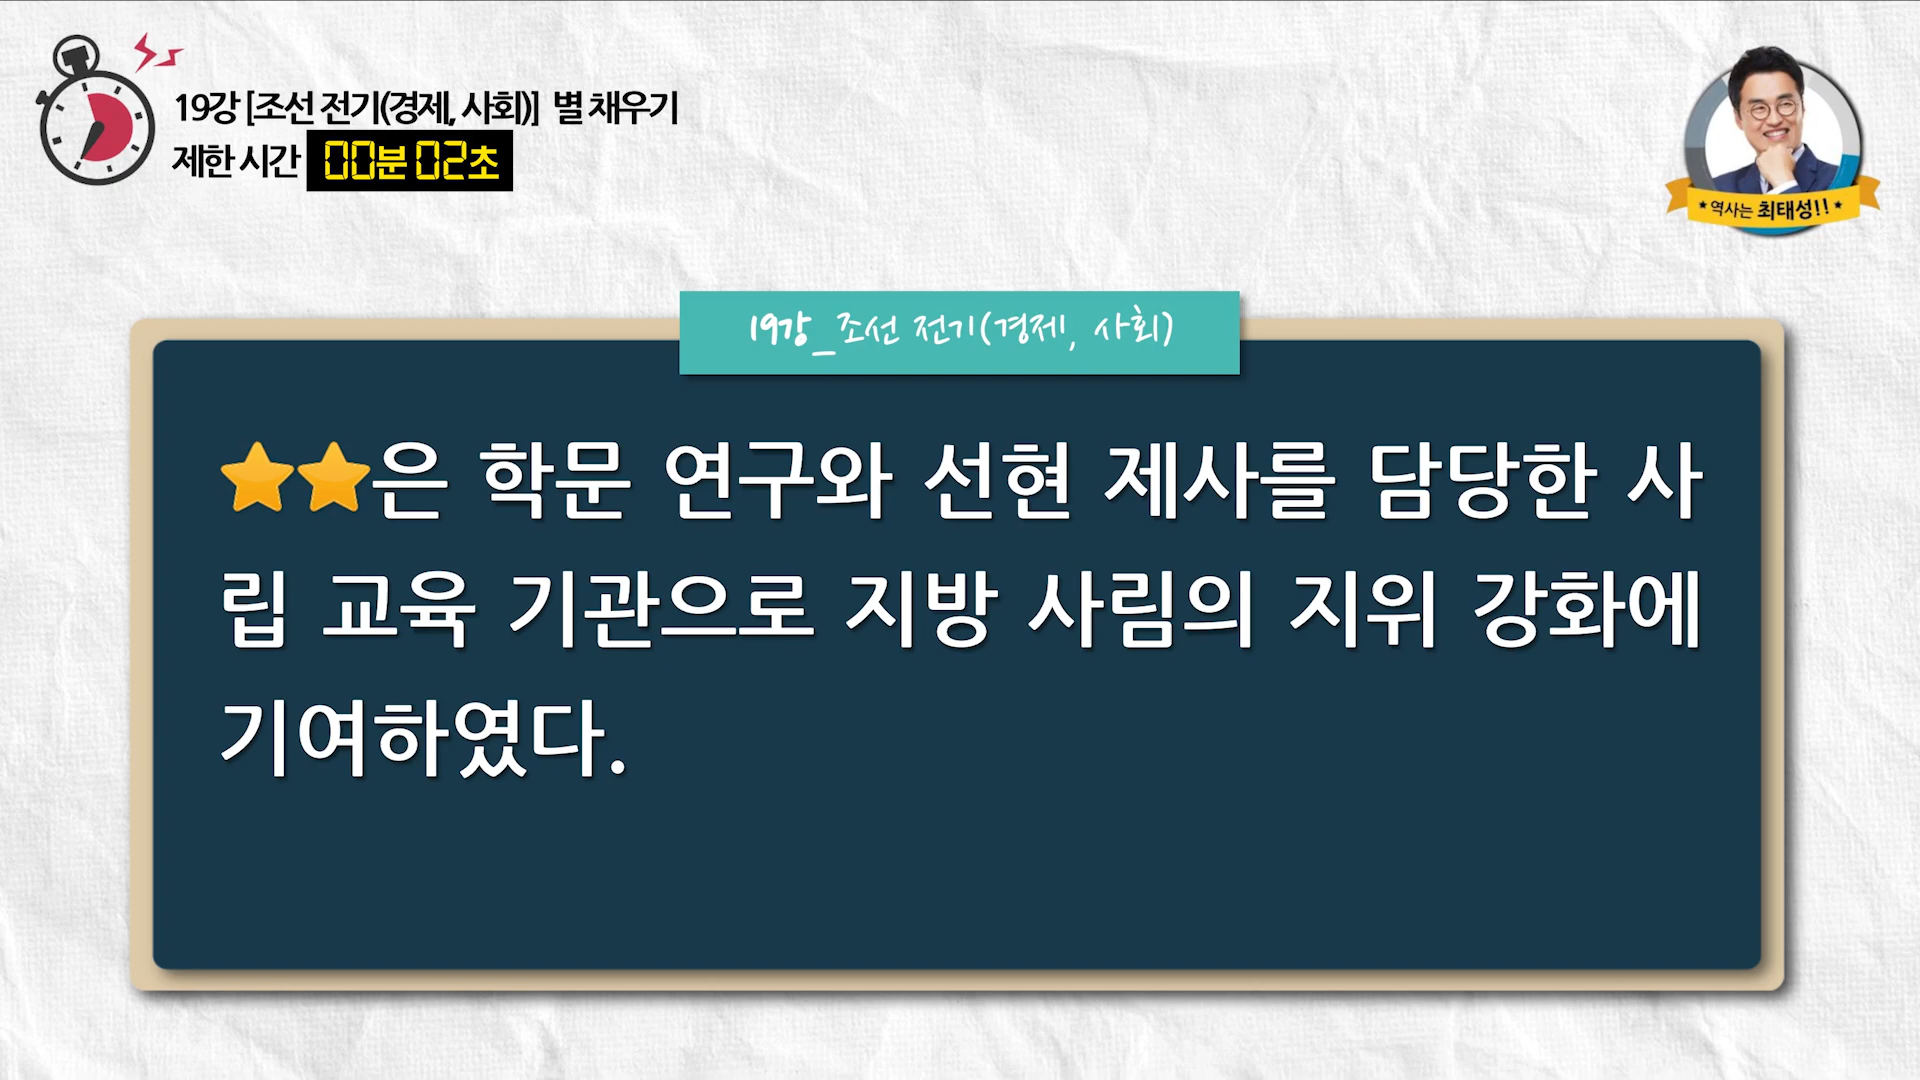 19강 [조선 전기(경제, 사회)] 별 채우기
제한 시간 00분 02초
★역사는 최태성!!★
19강_조선 전기(경제, 사회)
⭐⭐은 학문 연구와 선현 제사를 담당한 사
립 교육 기관으로 지방 사림의 지위 강화에
기여하였다.